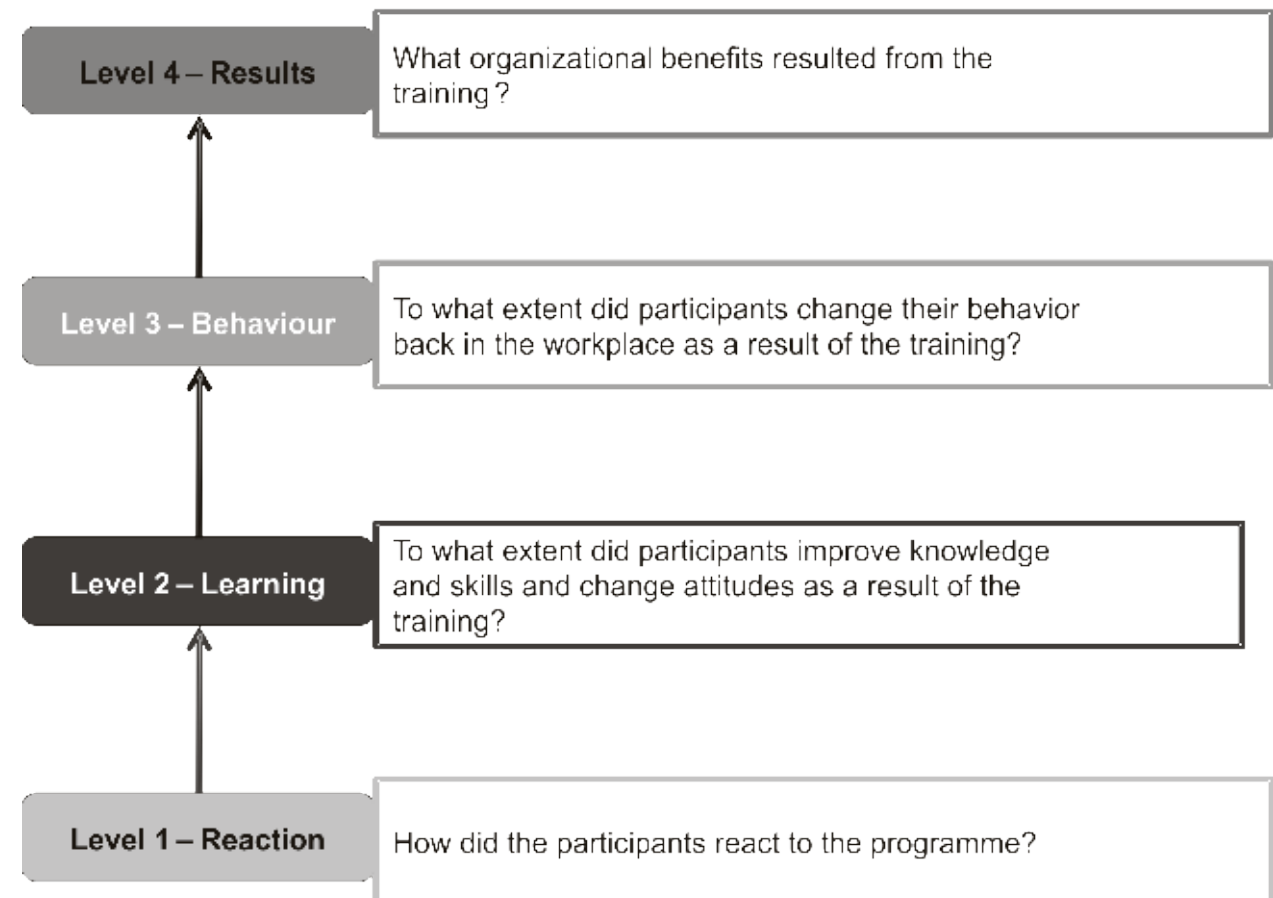 Level 4 – Results
What organizational benefits resulted from the
training ?
Level 3 – Behaviour
To what extent did participants change their behavior
back in the workplace as a result of the training?
Level 2 – Learning
To what extent did participants improve knowledge
and skills and change attitudes as a result of the
training?
Level 1 – Reaction
How did the participants react to the programme?